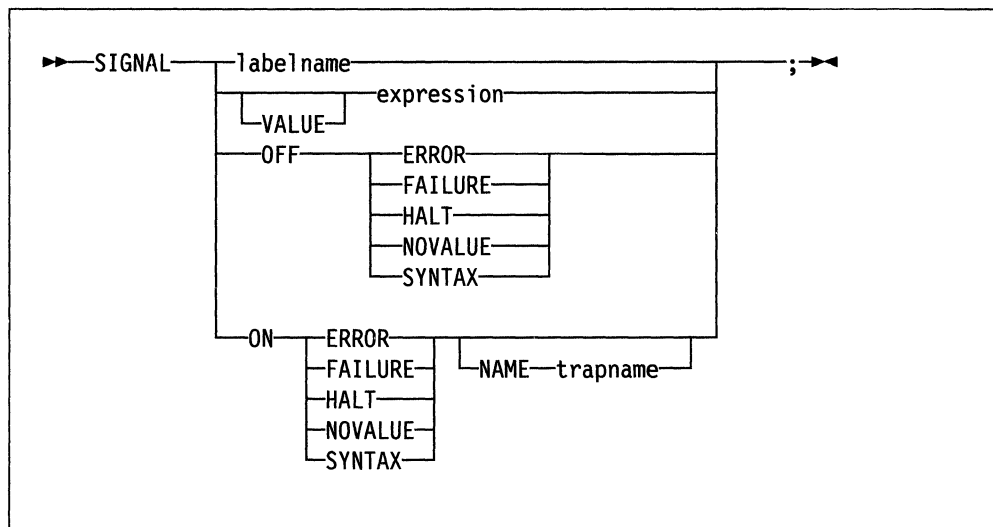 SIGNAL labelname ;
expression
VALUE
OFF ERROR
FAILURE
HALT
NOVALUE
SYNTAX
ON ERROR
FAILURE NAME trapname
HALT
NOVALUE
SYNTAX